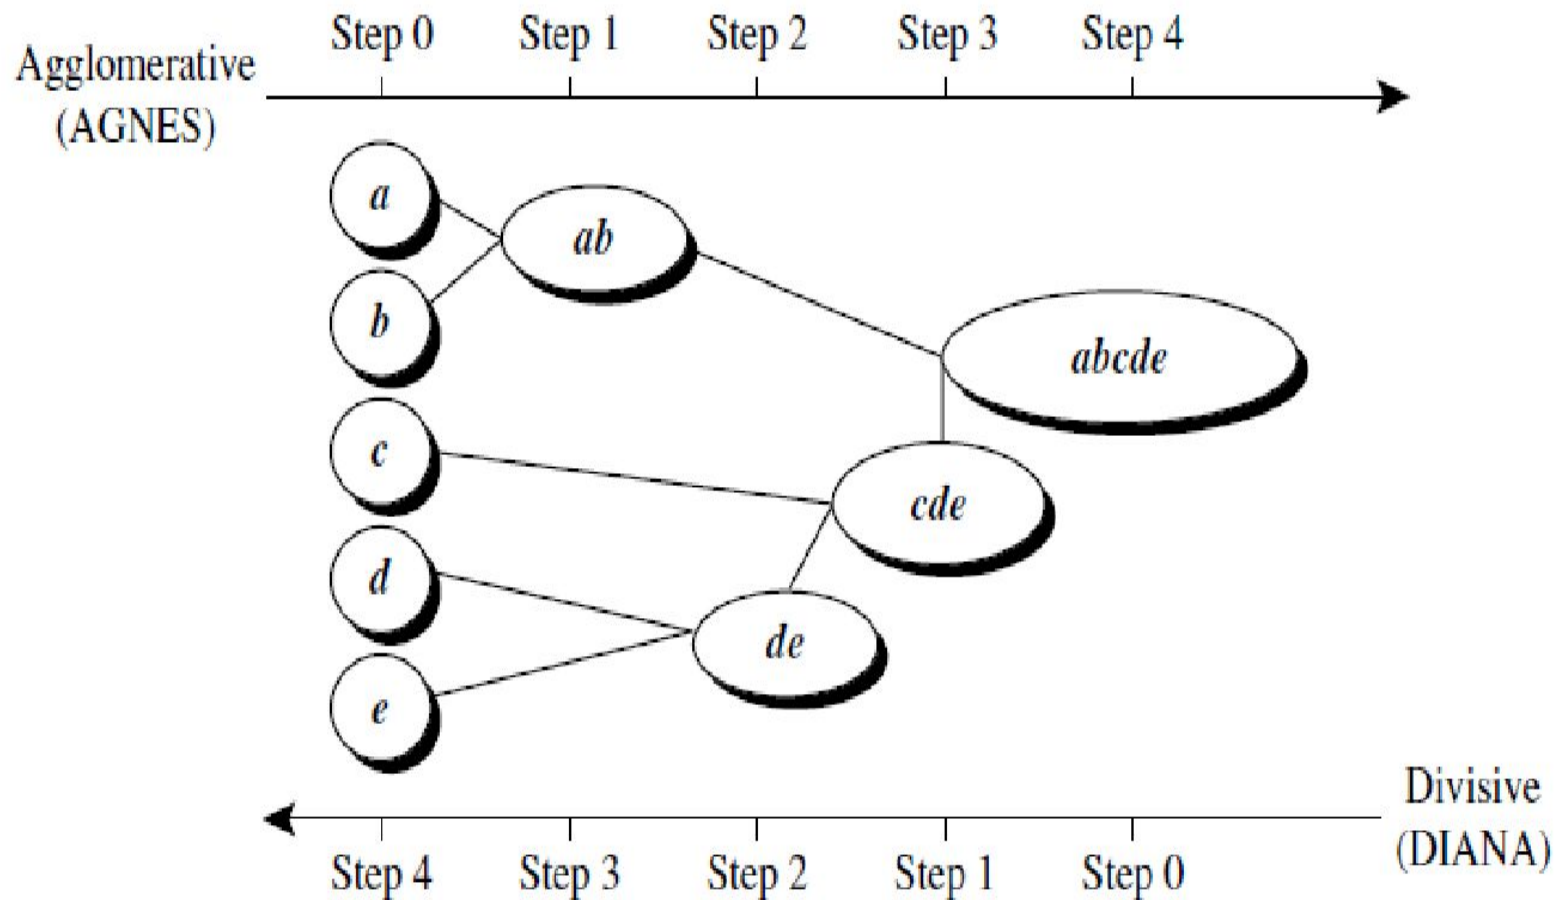 Step 0 Step 1 Step 2 Step 3 Step 4
Agglomerative
(AGNES)
a
ab
b
abcde
c
cde
d
de
e
Divisive
(DIANA)
Step 4 Step 3 Step 2 Step 1 Step 0